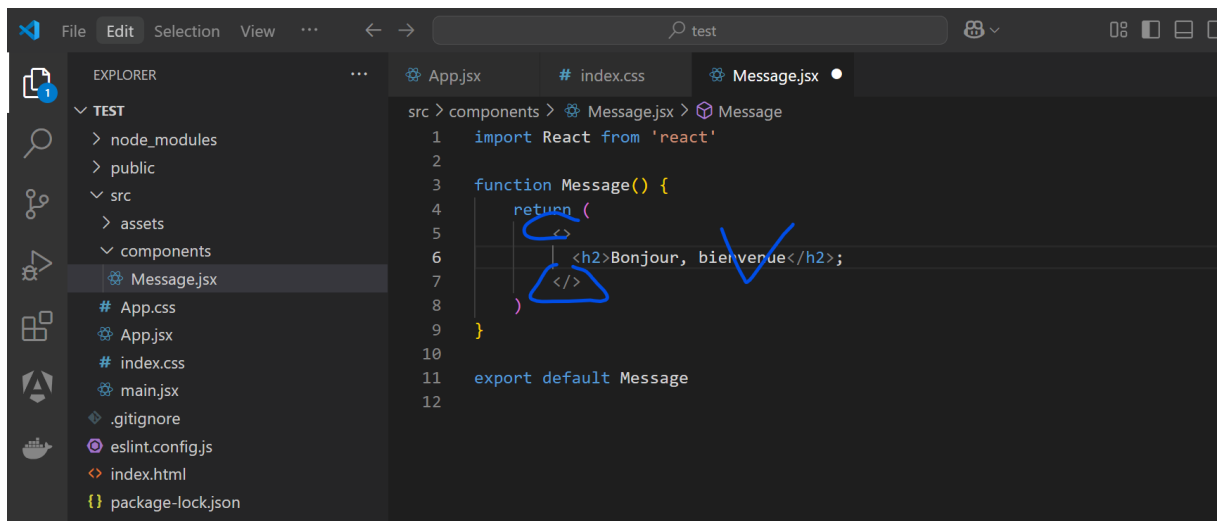 File Edit Selection View ··· ← → test
EXPLORER ···
TEST
node_modules
public
src
assets
components
Message.jsx
# App.css
App.jsx
# index.css
main.jsx
.gitignore
eslint.config.js
<> index.html
{} package-lock.json
1
App.jsx # index.css Message.jsx ●
src > components > Message.jsx > Message
1 import React from 'react'
2
3 function Message() {
4 return (
5 <>
6 <h2>Bonjour, bienvenue</h2>;
7 </>
8 )
9 }
10
11 export default Message
12